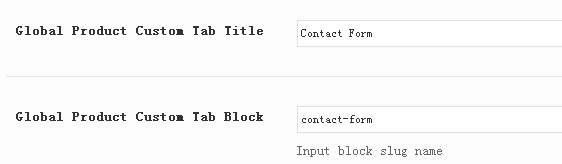 Global Product Custom Tab Title
Contact Form
Global Product Custom Tab Block
contact-form
Input block slug name